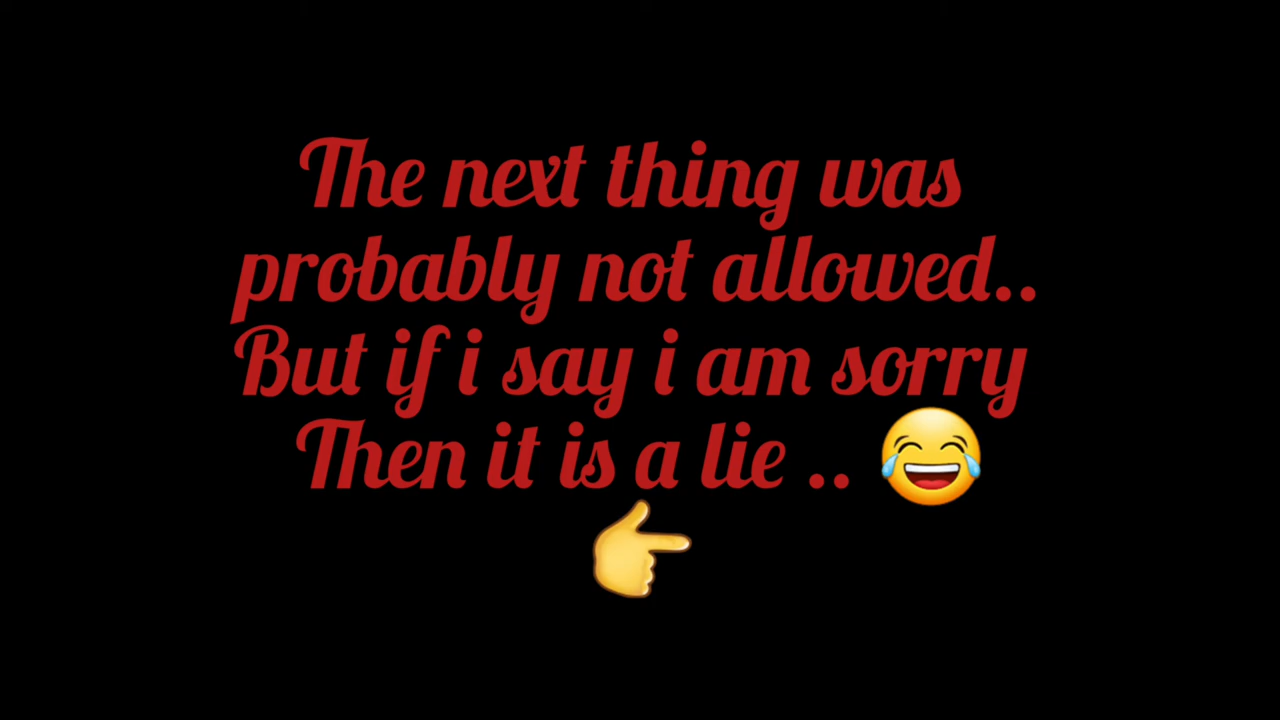 The next thing was
probably not allowed..
But if i say i am sorry
Then it is a lie .. 😂
👉